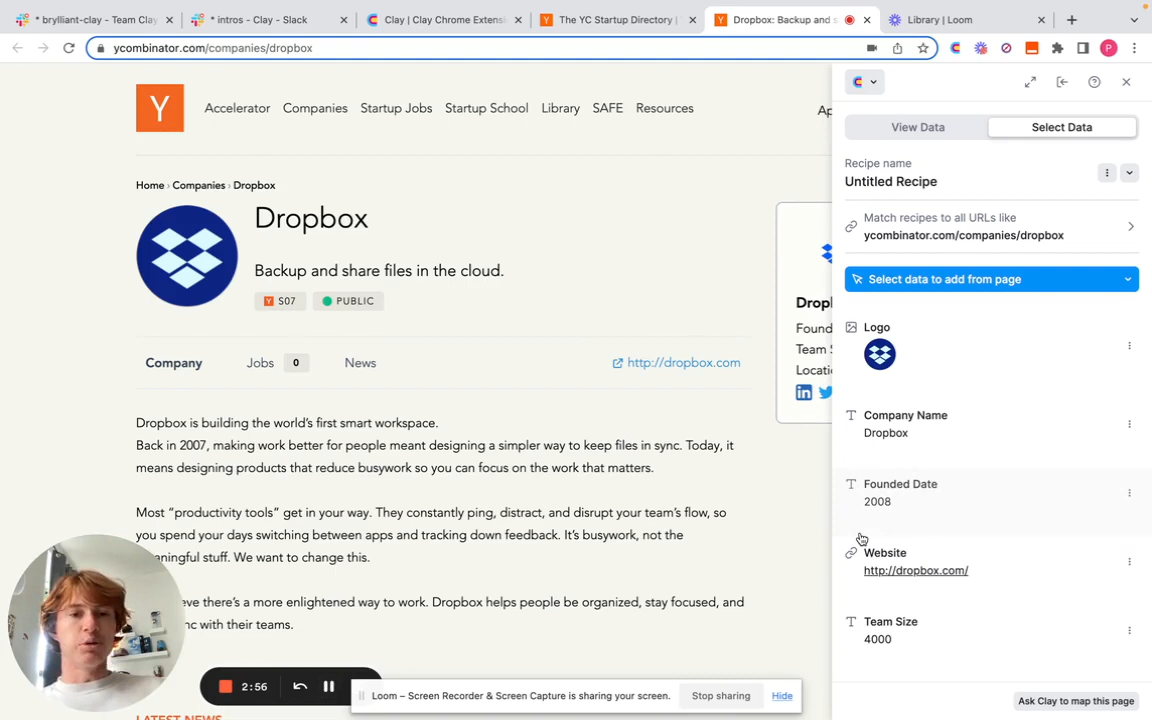 * brylliant-clay - Team Clay
* intros - Clay - Slack
Clay | Clay Chrome Extensi
The YC Startup Directory |
Dropbox: Backup and s
Library | Loom
ycombinator.com/companies/dropbox
P
Y
Accelerator
Companies
Startup Jobs
Startup School
Library
SAFE
Resources
Ap
Home › Companies › Dropbox
Dropbox
Backup and share files in the cloud.
Y S07
PUBLIC
Company
Jobs 0
News
http://dropbox.com
Dropbox is building the world's first smart workspace.
Back in 2007, making work better for people meant designing a simpler way to keep files in sync. Today, it
means designing products that reduce busywork so you can focus on the work that matters.
Most "productivity tools" get in your way. They constantly ping, distract, and disrupt your team's flow, so
you spend your days switching between apps and tracking down feedback. It's busywork, not the
aningful stuff. We want to change this.
eve there's a more enlightened way to work. Dropbox helps people be organized, stay focused, and
nc with their teams.
LATEST NEWS
Dropl
Found
Team S
Locatio
in
View Data
Select Data
Recipe name
Untitled Recipe
Match recipes to all URLs like
ycombinator.com/companies/dropbox
Select data to add from page
Logo
Company Name
Dropbox
Founded Date
2008
Website
http://dropbox.com/
Team Size
4000
Ask Clay to map this page
2:56
Loom – Screen Recorder & Screen Capture is sharing your screen.
Stop sharing
Hide